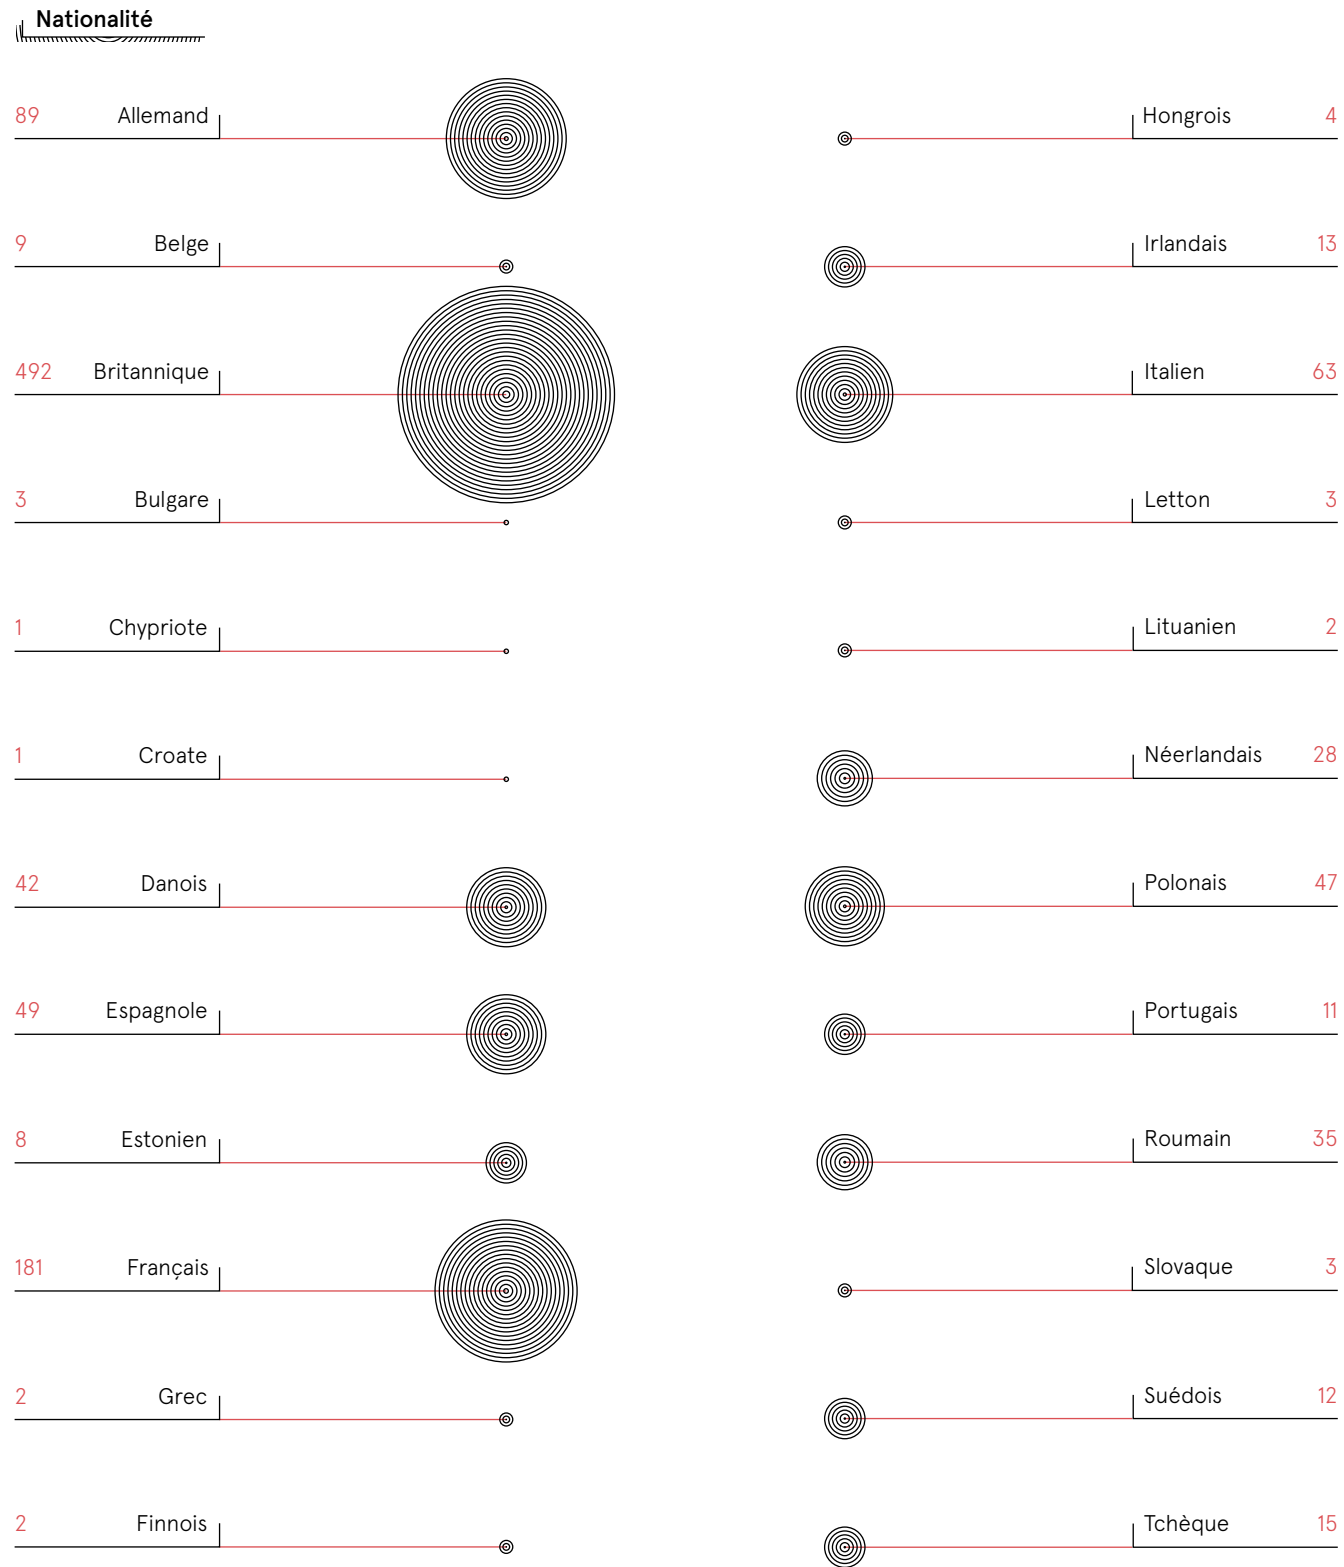 Nationalité
89 Allemand
9 Belge
492 Britannique
3 Bulgare
1 Chypriote
1 Croate
42 Danois
49 Espagnole
8 Estonien
181 Français
2 Grec
2 Finnois
Hongrois 4
Irlandais 13
Italien 63
Letton 3
Lituanien 2
Néerlandais 28
Polonais 47
Portugais 11
Roumain 35
Slovaque 3
Suédois 12
Tchèque 15